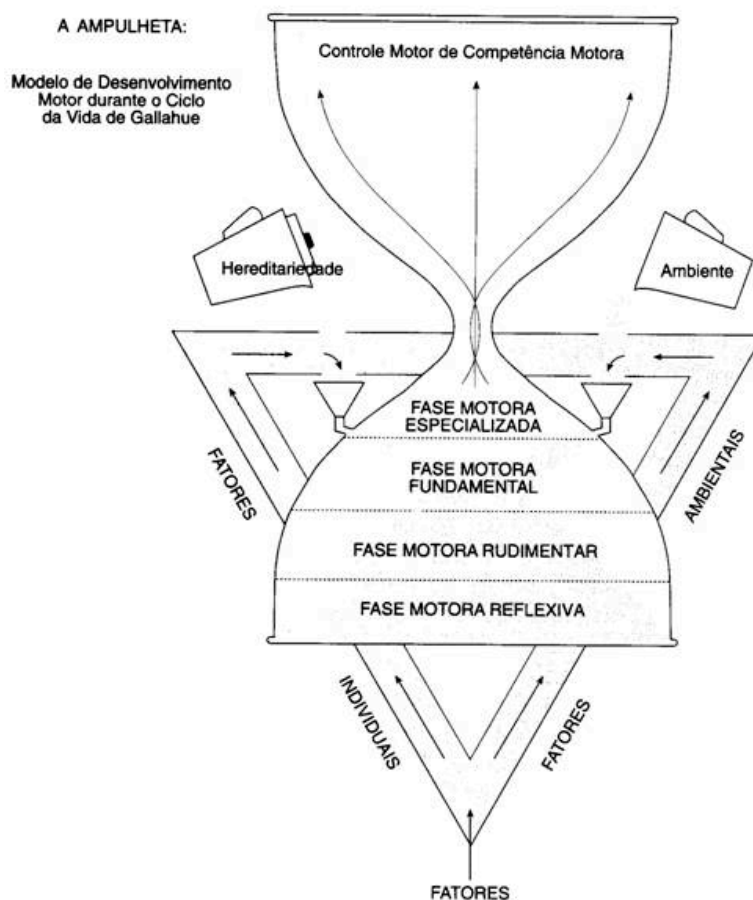 A AMPULHETA:
Modelo de Desenvolvimento
Motor durante o Ciclo
da Vida de Gallahue
Controle Motor de Competência Motora
Hereditariedade
Ambiente
FASE MOTORA
ESPECIALIZADA
FASE MOTORA
FUNDAMENTAL
FATORES
AMBIENTAIS
FASE MOTORA RUDIMENTAR
FASE MOTORA REFLEXIVA
INDIVIDUAIS
FATORES
FATORES